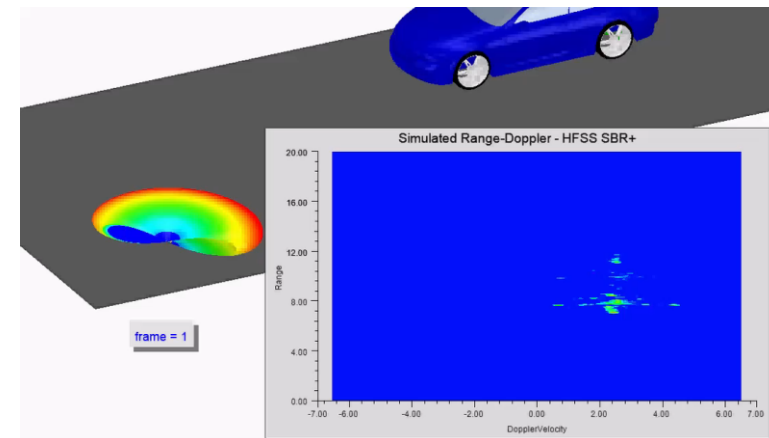 Simulated Range-Doppler - HFSS SBR+
20.00
16.00
12.00
Range
8.00
4.00
0.00
-7.00 -6.00 -4.00 -2.00 0.00 2.00 4.00 6.00 7.00
DopplerVelocity
frame = 1